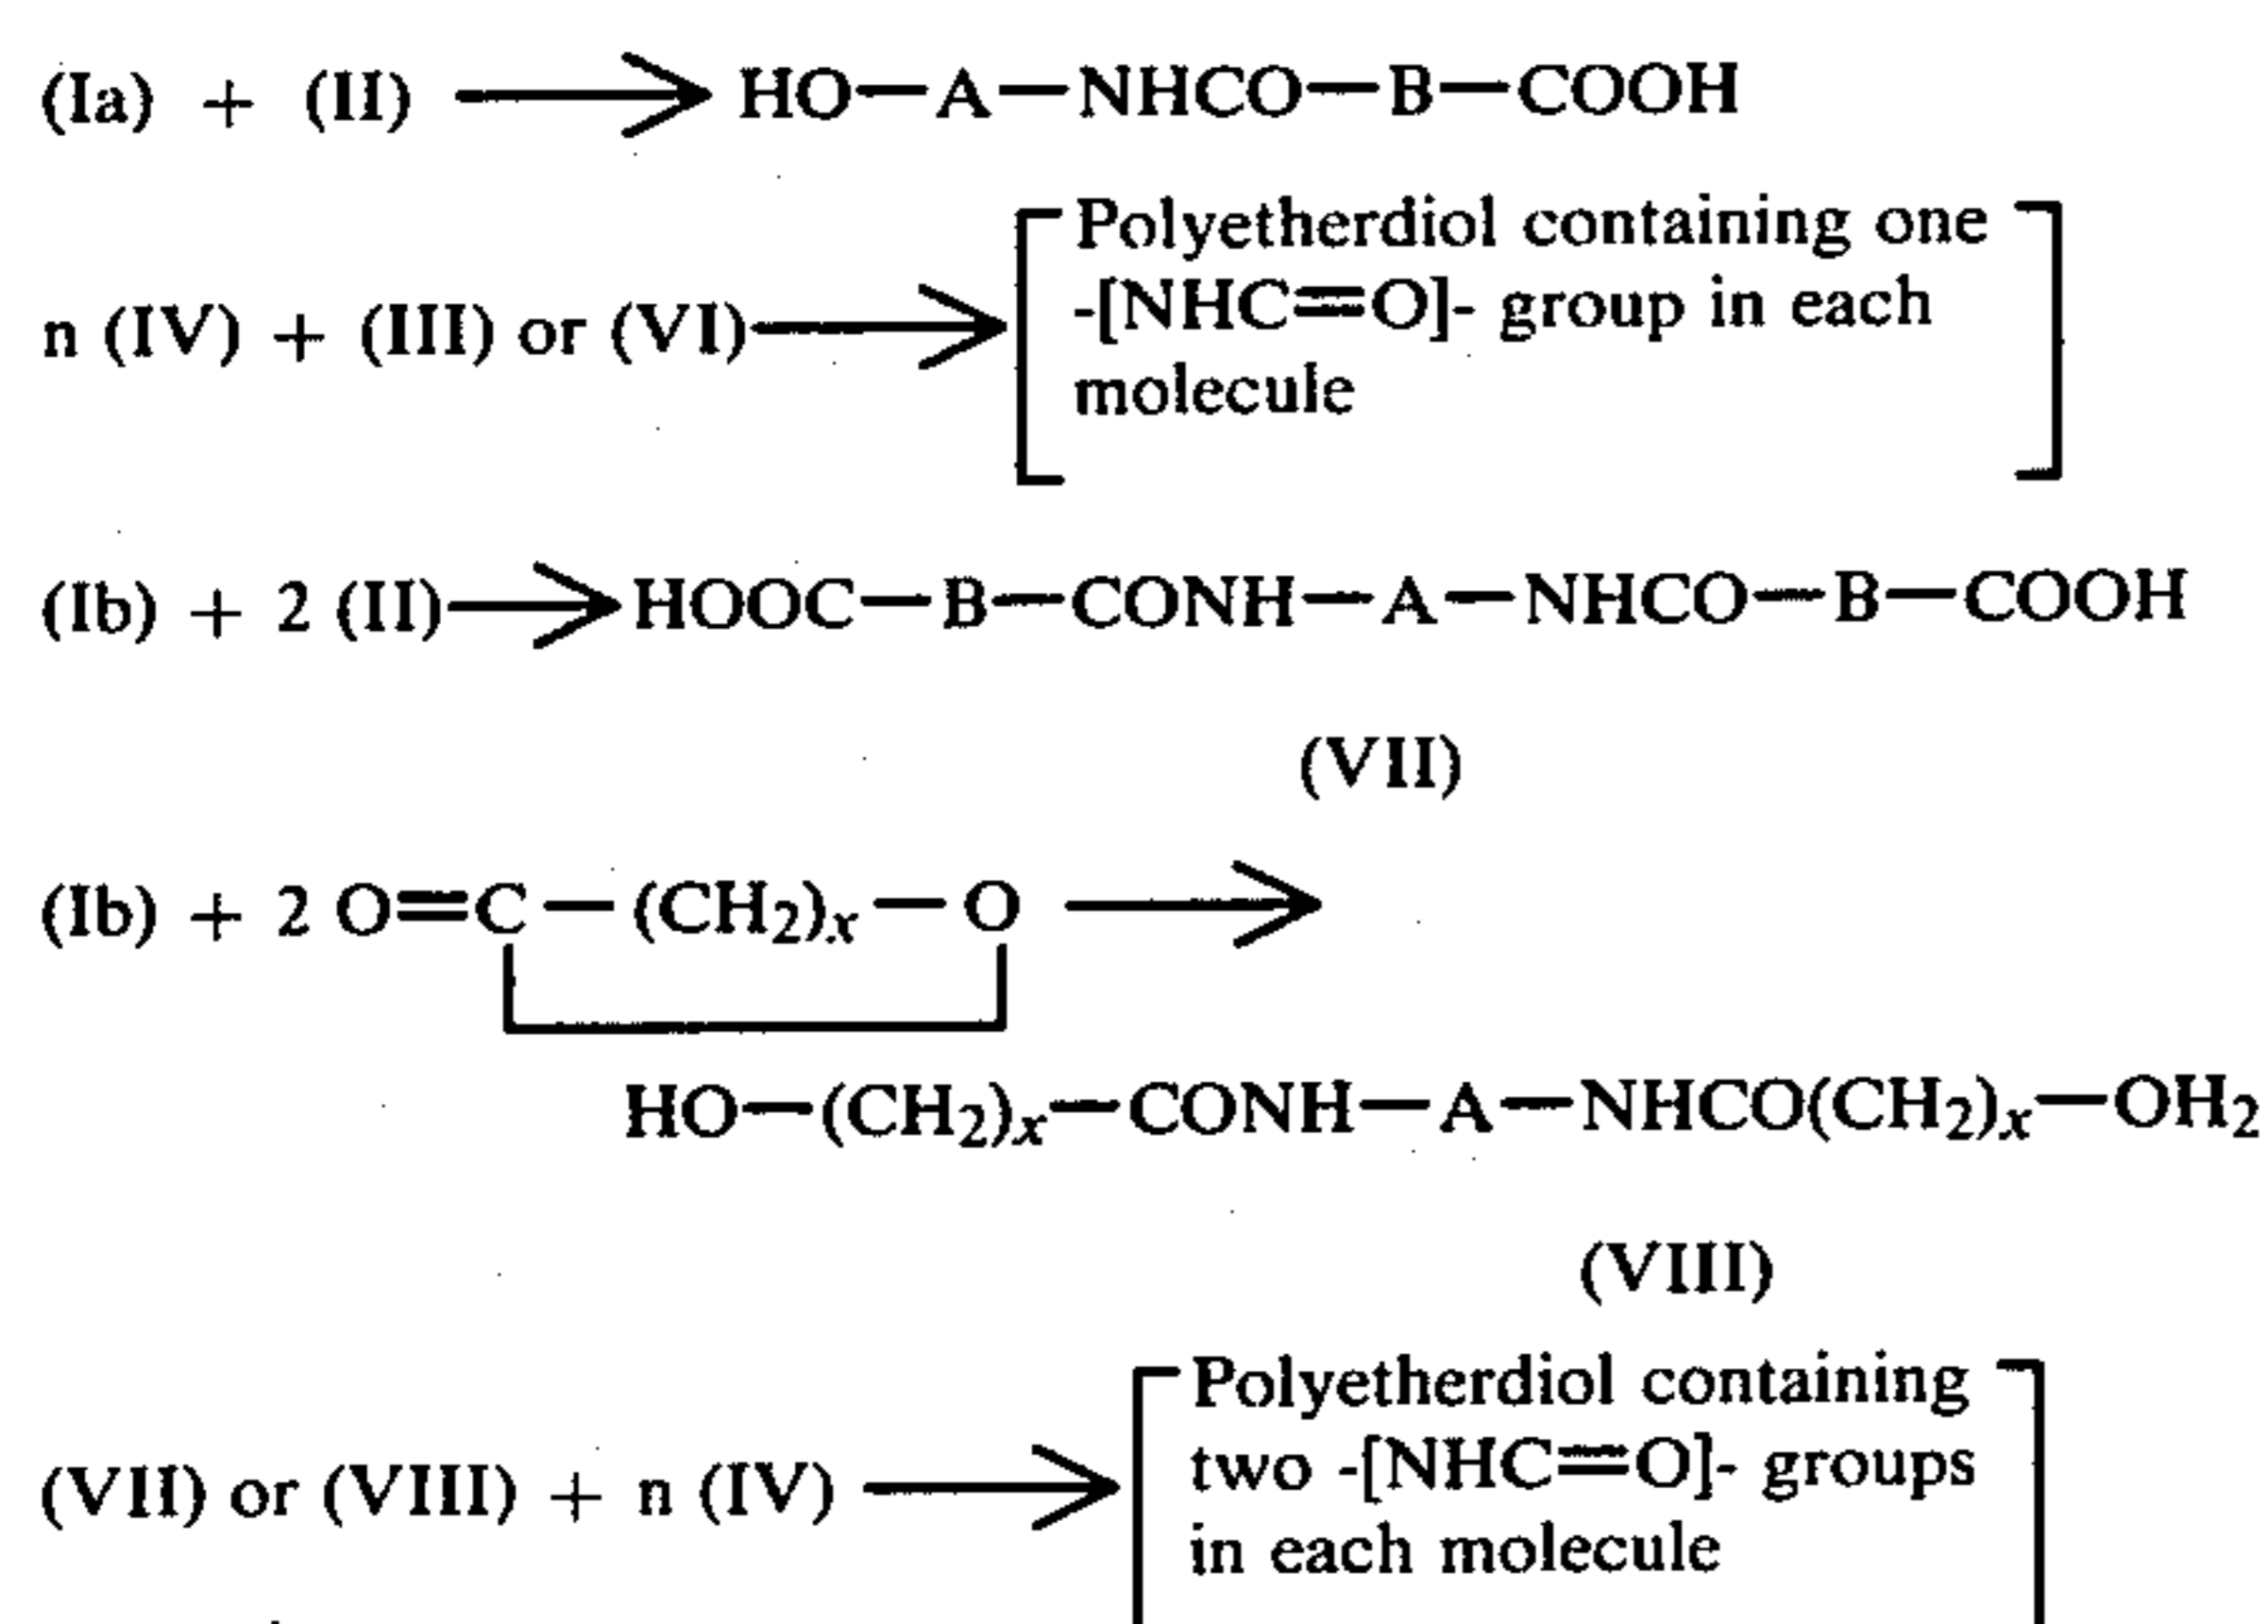 (Ia) + (II) ⟶ HO—A—NHCO—B—COOH
Polyetherdiol containing one
n (IV) + (III) or (VI) ⟶ -[NHC=O]- group in each
molecule
(Ib) + 2 (II) ⟶ HOOC—B—CONH—A—NHCO—B—COOH
(VII)
(Ib) + 2 O=C—(CH₂)ₓ—O ⟶
HO—(CH₂)ₓ—CONH—A—NHCO(CH₂)ₓ—OH₂
(VIII)
Polyetherdiol containing
two -[NHC=O]- groups
(VII) or (VIII) + n (IV) ⟶
in each molecule